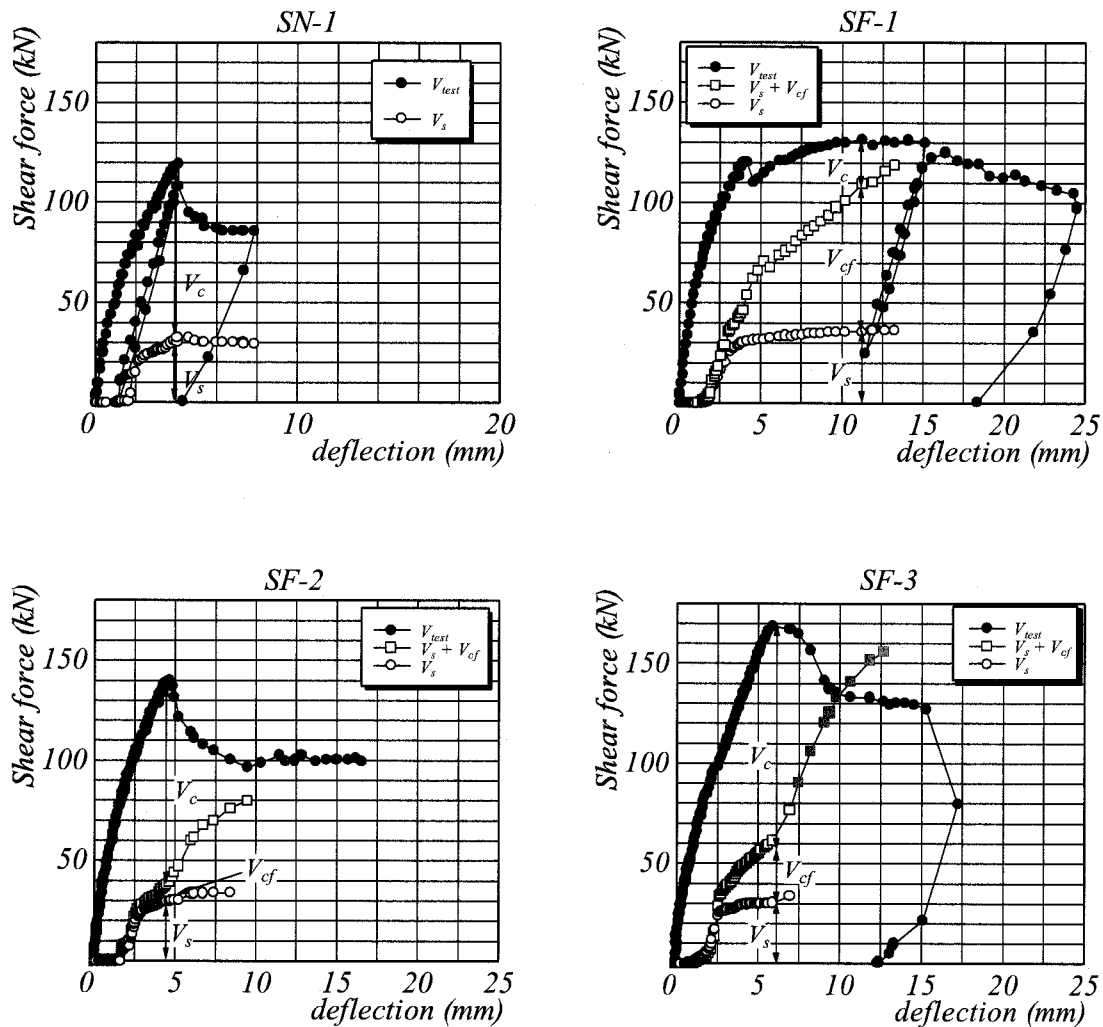 SN-1
Shear force (kN)
150
100
50
V_test
V_s
V_c
V_s
0 10 20
deflection (mm)
SF-1
Shear force (kN)
150
100
50
V_test
V_s + V_cf
V_s
V_c
V_cf
V_s
0 5 10 15 20 25
deflection (mm)
SF-2
Shear force (kN)
150
100
50
V_test
V_s + V_cf
V_s
V_c
V_cf
V_s
0 5 10 15 20 25
deflection (mm)
SF-3
Shear force (kN)
150
100
50
V_test
V_s + V_cf
V_s
V_c
V_cf
V_s
0 5 10 15 20 25
deflection (mm)